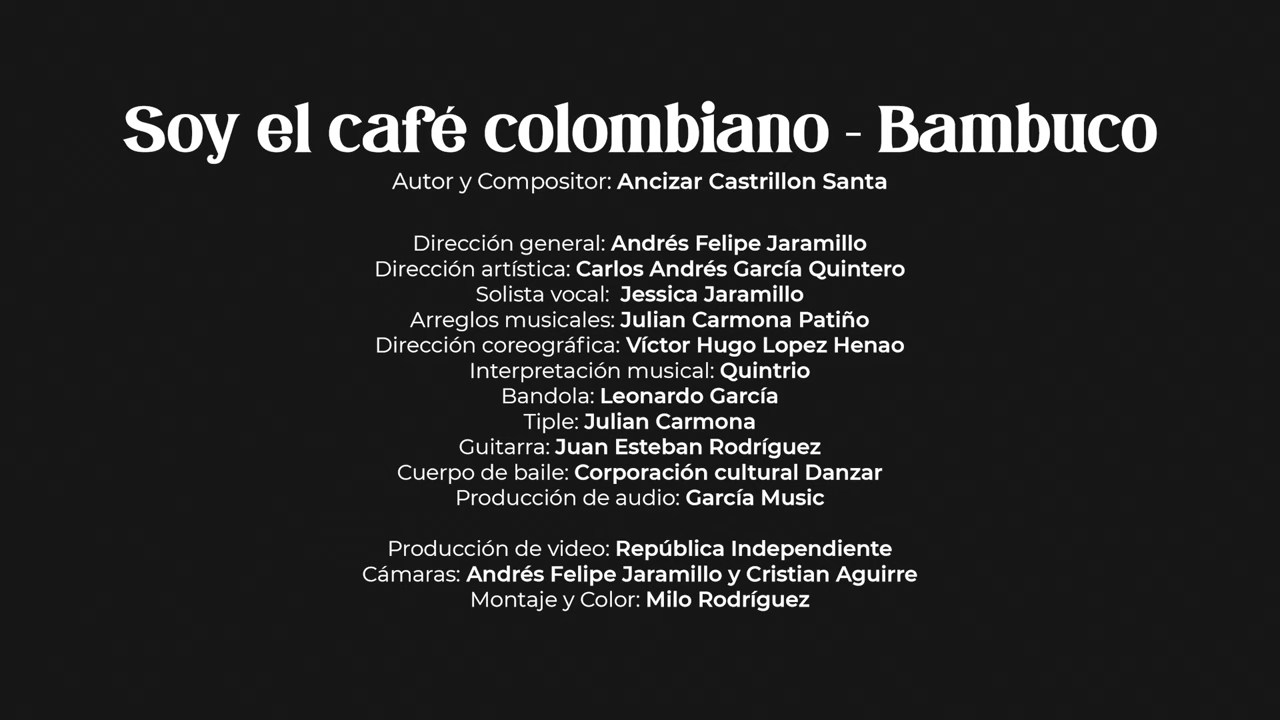 Soy el café colombiano - Bambuco
Autor y Compositor: Ancizar Castrillon Santa
Dirección general: Andrés Felipe Jaramillo
Dirección artística: Carlos Andrés García Quintero
Solista vocal: Jessica Jaramillo
Arreglos musicales: Julian Carmona Patiño
Dirección coreográfica: Víctor Hugo Lopez Henao
Interpretación musical: Quintrio
Bandola: Leonardo García
Tiple: Julian Carmona
Guitarra: Juan Esteban Rodríguez
Cuerpo de baile: Corporación cultural Danzar
Producción de audio: García Music
Producción de video: República Independiente
Cámaras: Andrés Felipe Jaramillo y Cristian Aguirre
Montaje y Color: Milo Rodríguez